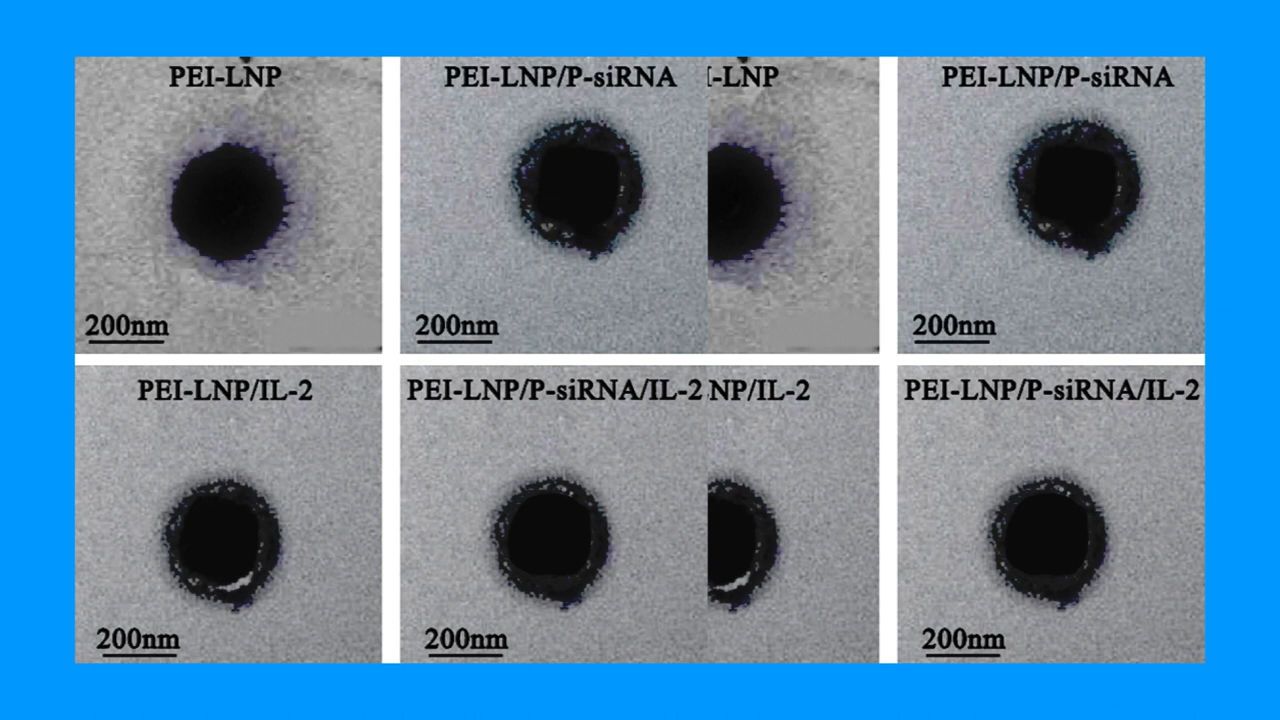 PEI-LNP
PEI-LNP/P-siRNA
I-LNP
PEI-LNP/P-siRNA
200nm
200nm
200nm
PEI-LNP/IL-2
PEI-LNP/P-siRNA/IL-2
NP/IL-2
PEI-LNP/P-siRNA/IL-2
200nm
200nm
200nm